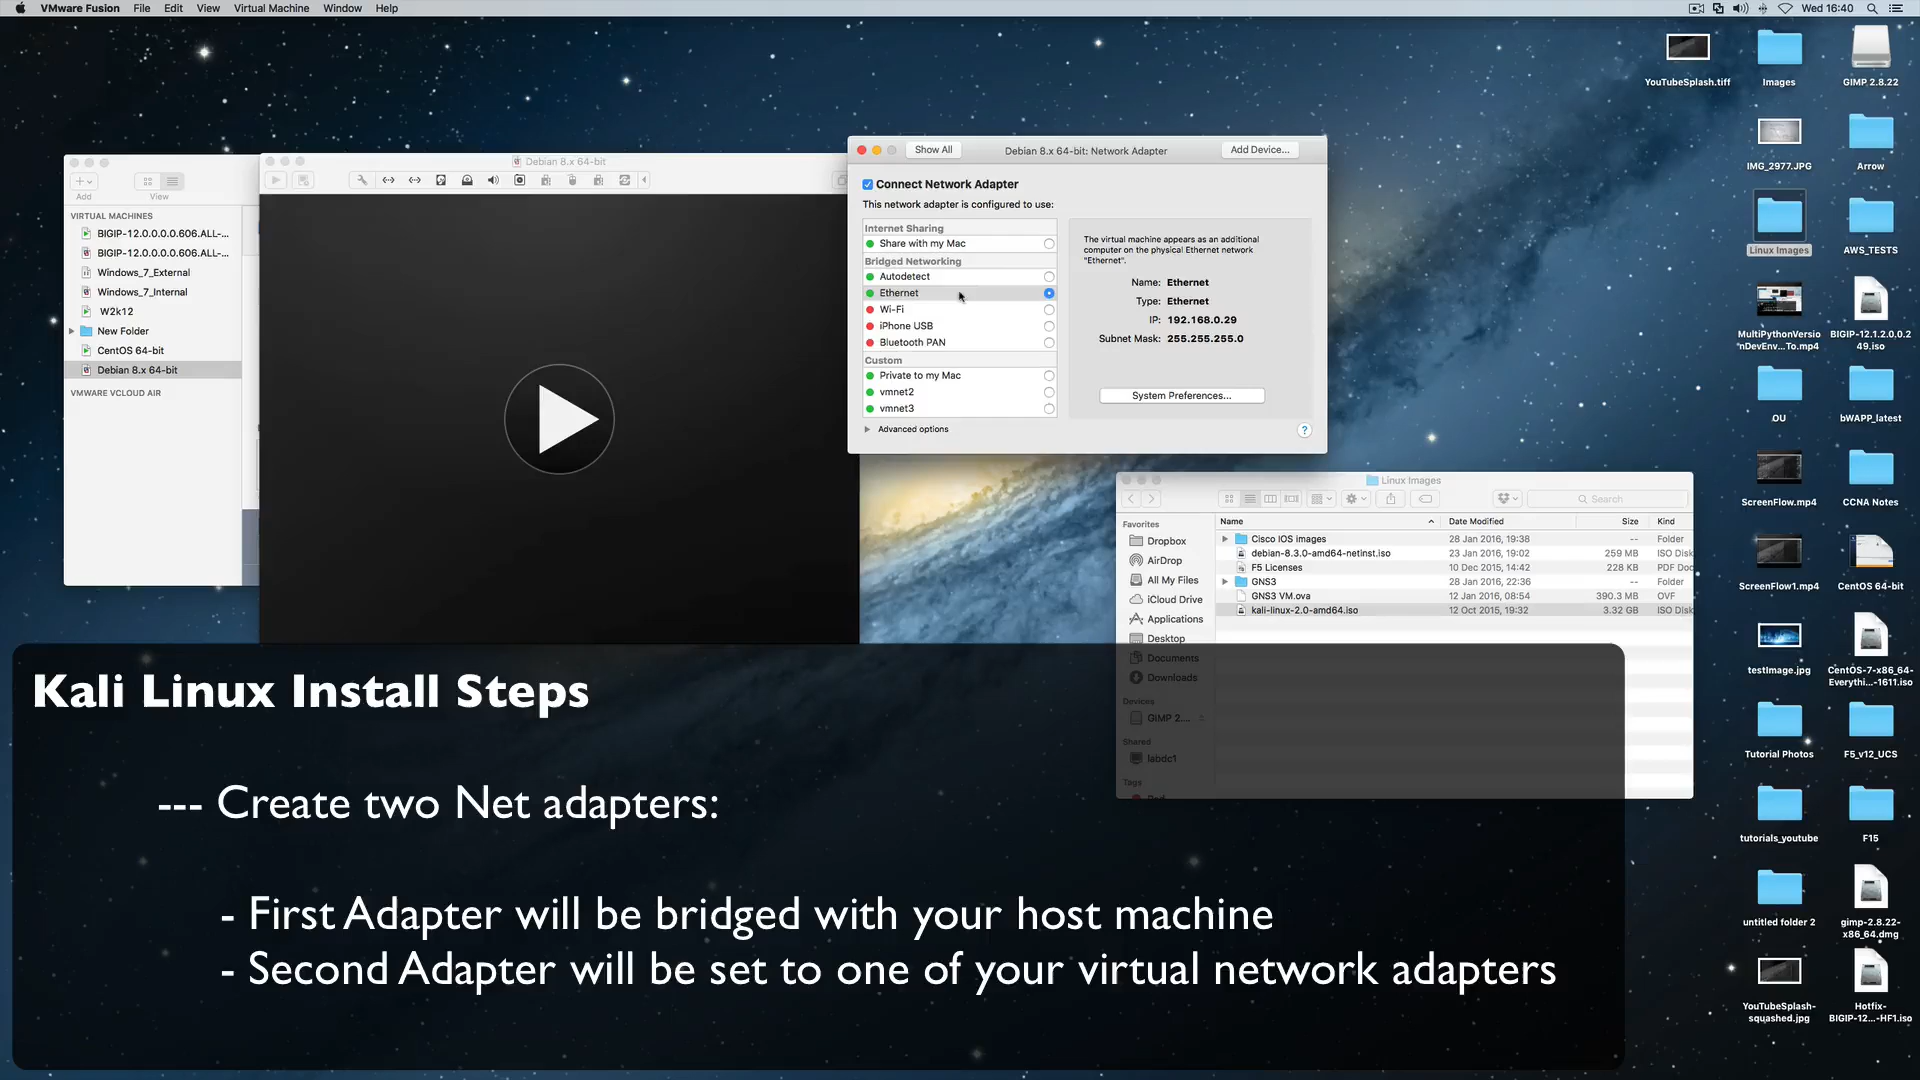 VMware Fusion File Edit View Virtual Machine Window Help
Wed 16:40
YouTubeSplash.tiff
Images
GIMP 2.8.22
IMG_2977.JPG
Arrow
Linux Images
AWS_TESTS
MultiPythonVersio
nDevEnv...To.mp4
BIGIP-12.1.2.0.0.2
49.iso
OU
bWAPP_latest
ScreenFlow.mp4
CCNA Notes
ScreenFlow1.mp4
CentOS 64-bit
testImage.jpg
CentOS-7-x86_64-
Everythi...-1611.iso
Tutorial Photos
F5_v12_UCS
tutorials_youtube
F15
untitled folder 2
gimp-2.8.22-
x86_64.dmg
YouTubeSplash-
squashed.jpg
Hotfix-
BIGIP-12...-HF1.iso
Add
View
VIRTUAL MACHINES
BIGIP-12.0.0.0.0.606.ALL-...
BIGIP-12.0.0.0.0.606.ALL-...
Windows_7_External
Windows_7_Internal
W2k12
New Folder
CentOS 64-bit
Debian 8.x 64-bit
VMWARE VCLOUD AIR
Debian 8.x 64-bit
Show All
Debian 8.x 64-bit: Network Adapter
Add Device...
Connect Network Adapter
This network adapter is configured to use:
Internet Sharing
Share with my Mac
Bridged Networking
Autodetect
Ethernet
Wi-Fi
iPhone USB
Bluetooth PAN
Custom
Private to my Mac
vmnet2
vmnet3
Advanced options
The virtual machine appears as an additional
computer on the physical Ethernet network
"Ethernet".
Name: Ethernet
Type: Ethernet
IP: 192.168.0.29
Subnet Mask: 255.255.255.0
System Preferences...
?
Linux Images
Search
Favorites
Dropbox
AirDrop
All My Files
iCloud Drive
Applications
Desktop
Documents
Downloads
Devices
GIMP 2....
Shared
labdc1
Tags
Name Date Modified Size Kind
Cisco IOS images 28 Jan 2016, 19:38 -- Folder
debian-8.3.0-amd64-netinst.iso 23 Jan 2016, 19:02 259 MB ISO Disk
F5 Licenses 10 Dec 2015, 14:42 228 KB PDF Doc
GNS3 28 Jan 2016, 22:36 -- Folder
GNS3 VM.ova 12 Jan 2016, 08:54 390.3 MB OVF
kali-linux-2.0-amd64.iso 12 Oct 2015, 19:32 3.32 GB ISO Disk
Kali Linux Install Steps
--- Create two Net adapters:
- First Adapter will be bridged with your host machine
- Second Adapter will be set to one of your virtual network adapters